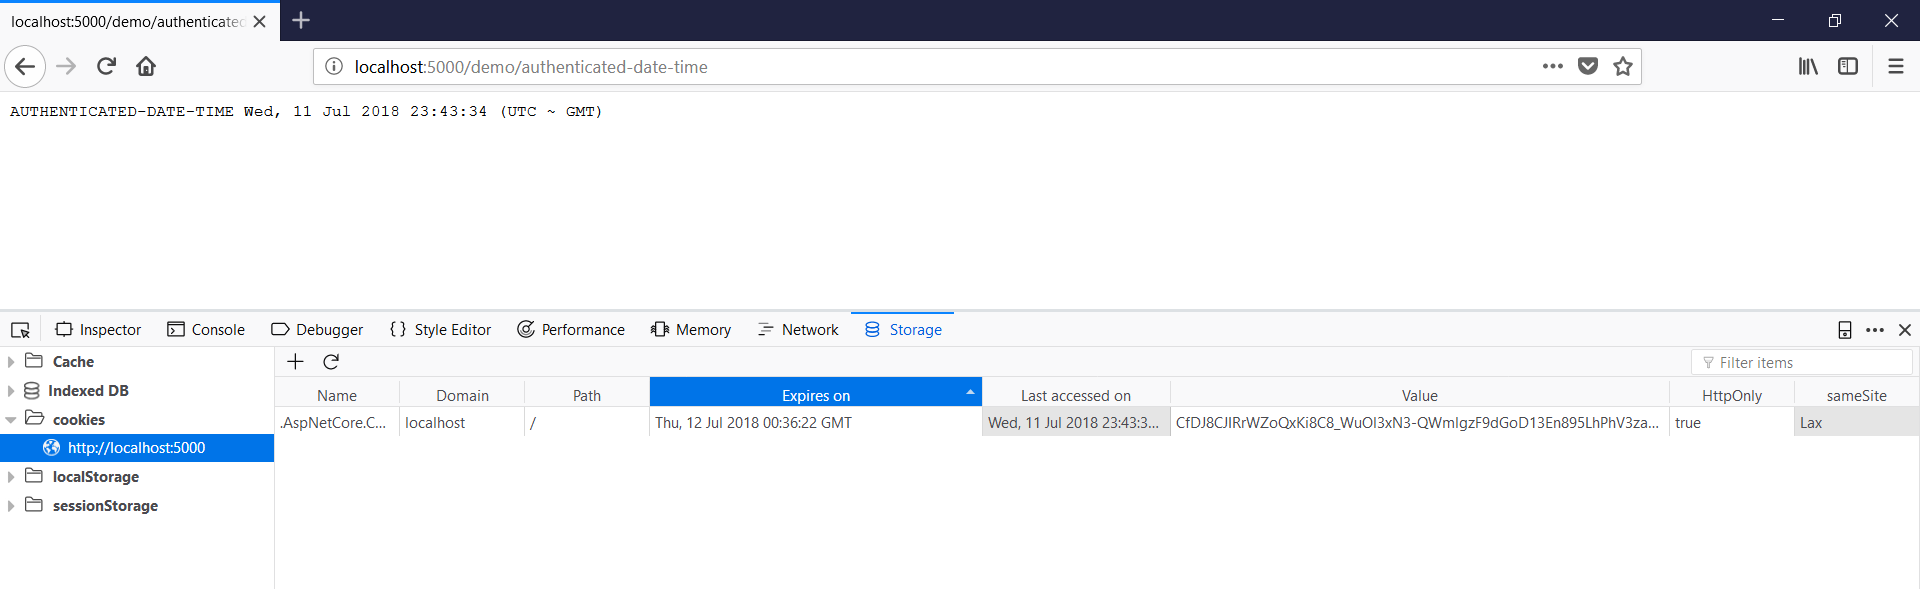 localhost:5000/demo/authenticated
localhost:5000/demo/authenticated-date-time
AUTHENTICATED-DATE-TIME Wed, 11 Jul 2018 23:43:34 (UTC ~ GMT)
Inspector Console Debugger {} Style Editor Performance Memory Network Storage
Cache
Indexed DB
cookies
http://localhost:5000
localStorage
sessionStorage
Filter items
Name Domain Path Expires on Last accessed on Value HttpOnly sameSite
.AspNetCore.C... localhost / Thu, 12 Jul 2018 00:36:22 GMT Wed, 11 Jul 2018 23:43:3... CfDJ8CJIRrWZoQxKi8C8_WuOI3xN3-QWmIgzF9dGoD13En895LhPhV3za... true Lax